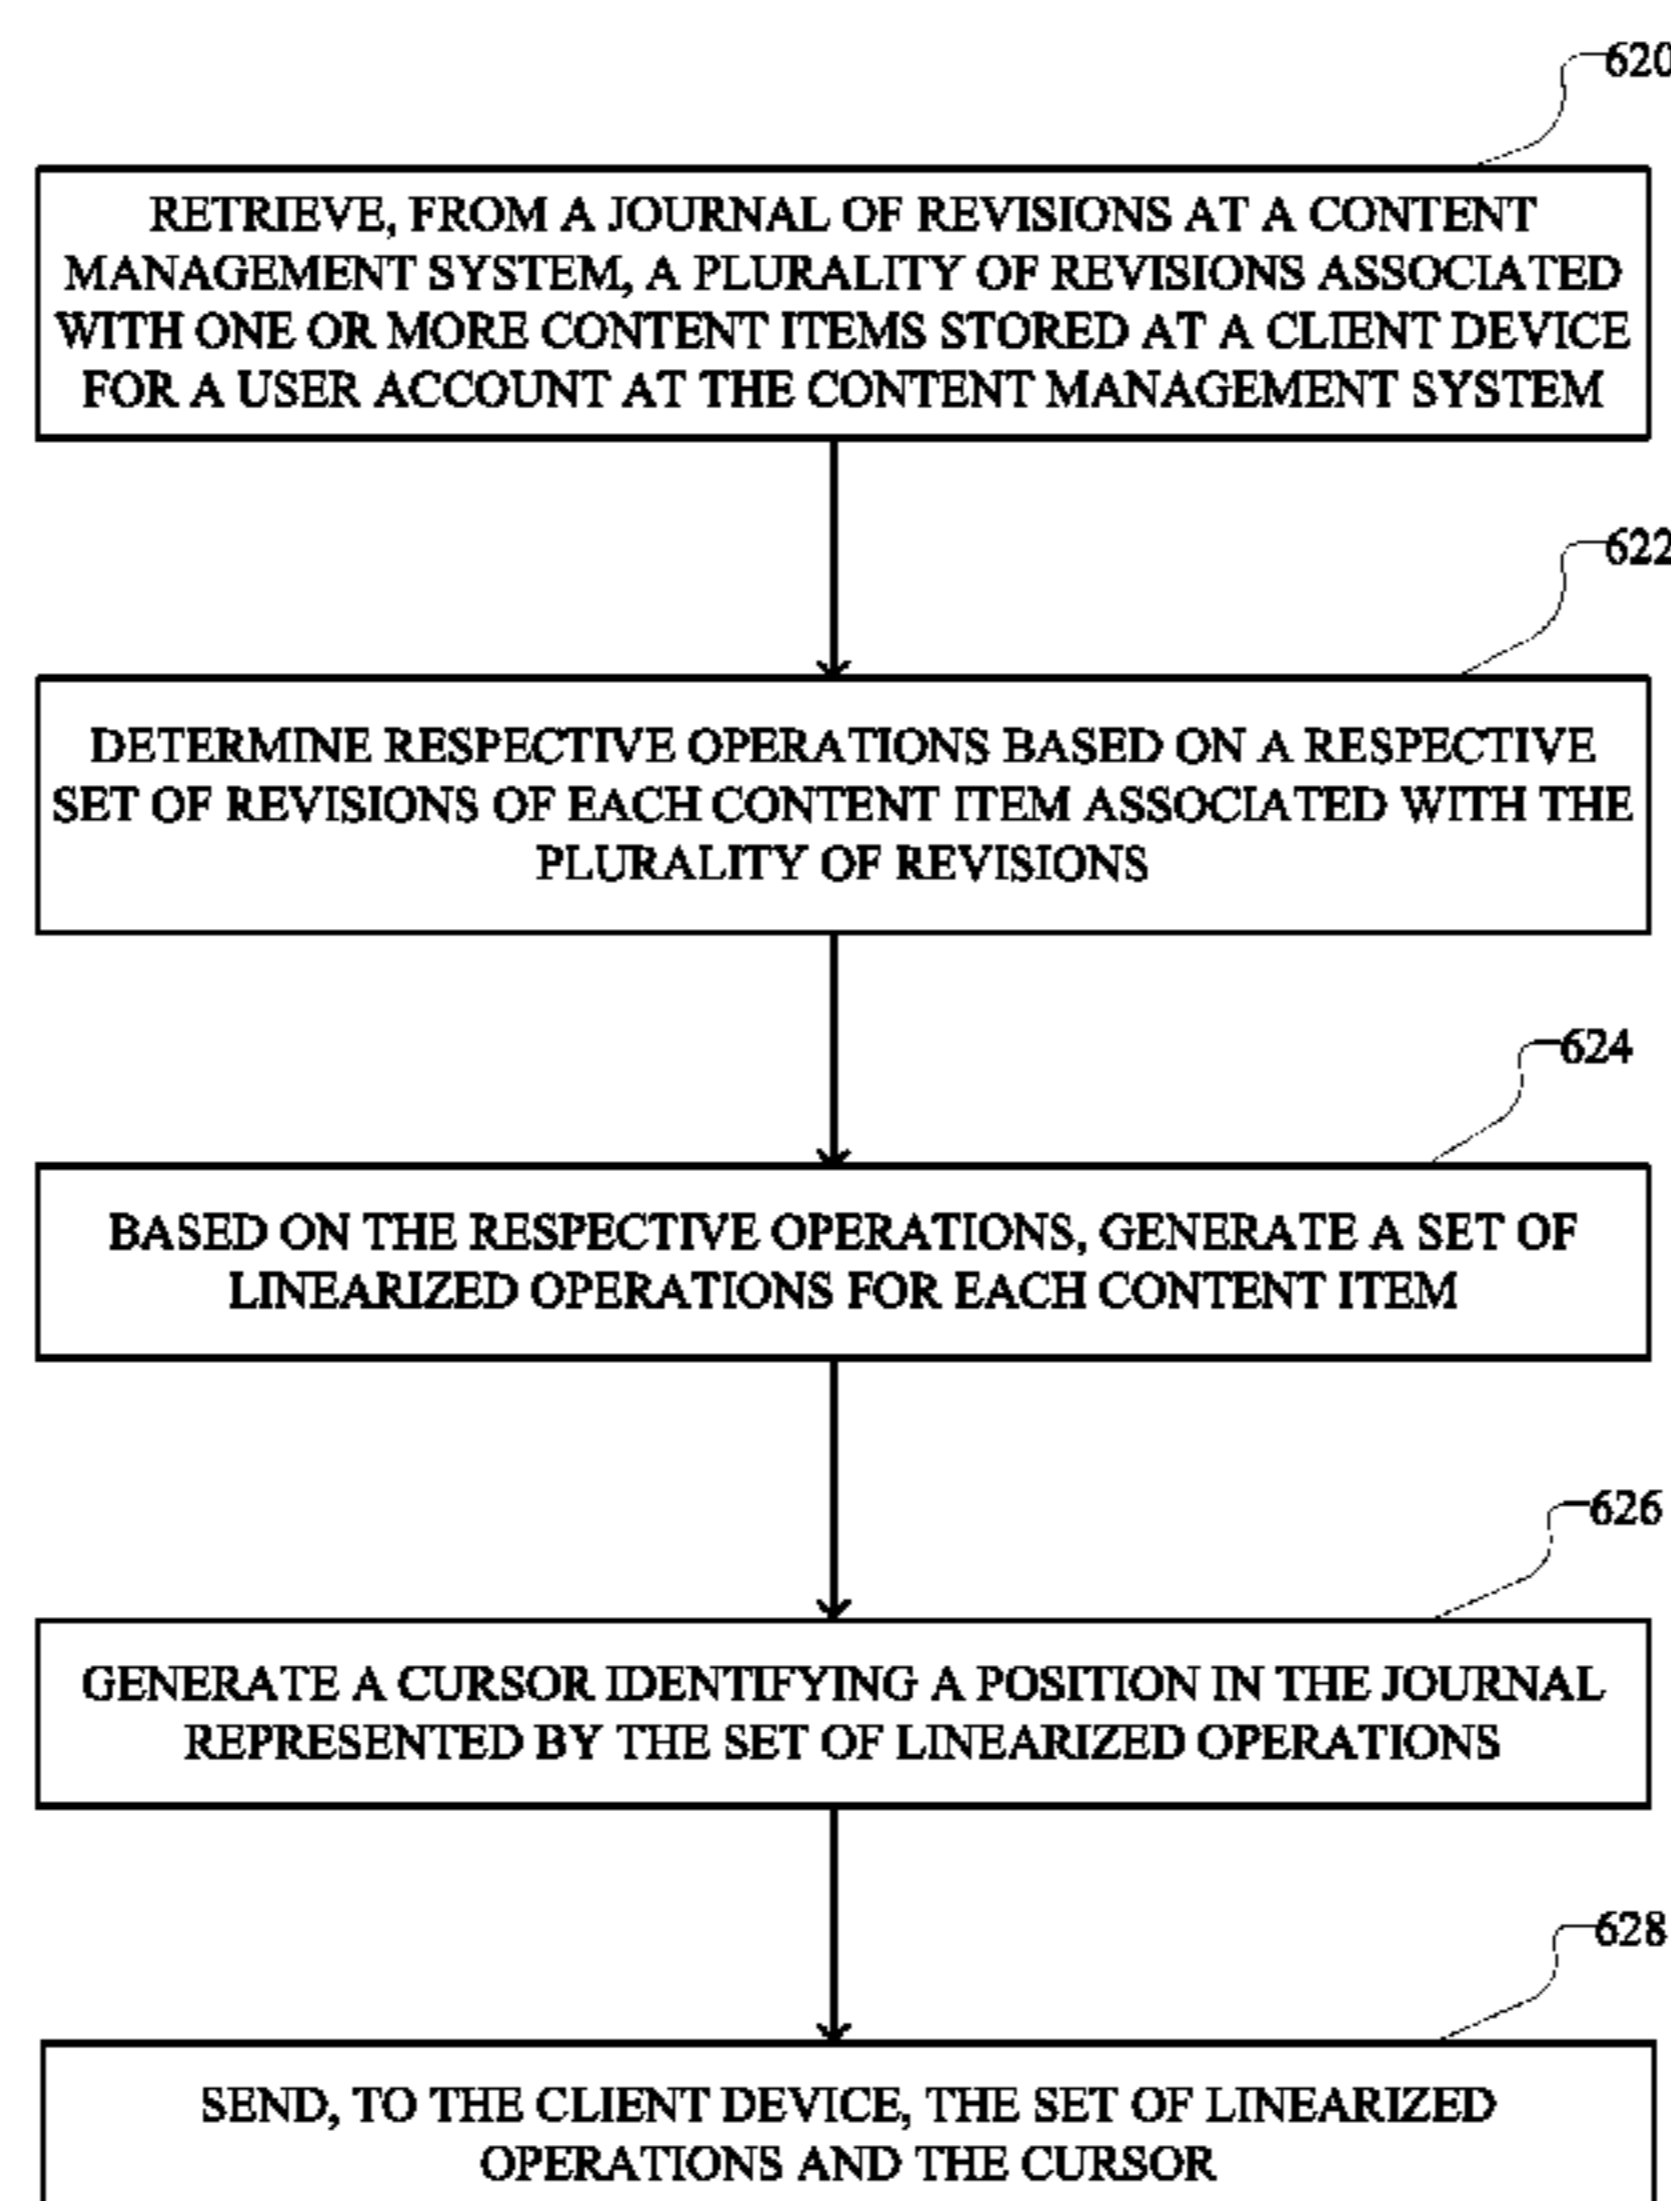 620
RETRIEVE, FROM A JOURNAL OF REVISIONS AT A CONTENT
MANAGEMENT SYSTEM, A PLURALITY OF REVISIONS ASSOCIATED
WITH ONE OR MORE CONTENT ITEMS STORED AT A CLIENT DEVICE
FOR A USER ACCOUNT AT THE CONTENT MANAGEMENT SYSTEM
622
DETERMINE RESPECTIVE OPERATIONS BASED ON A RESPECTIVE
SET OF REVISIONS OF EACH CONTENT ITEM ASSOCIATED WITH THE
PLURALITY OF REVISIONS
624
BASED ON THE RESPECTIVE OPERATIONS, GENERATE A SET OF
LINEARIZED OPERATIONS FOR EACH CONTENT ITEM
626
GENERATE A CURSOR IDENTIFYING A POSITION IN THE JOURNAL
REPRESENTED BY THE SET OF LINEARIZED OPERATIONS
628
SEND, TO THE CLIENT DEVICE, THE SET OF LINEARIZED
OPERATIONS AND THE CURSOR